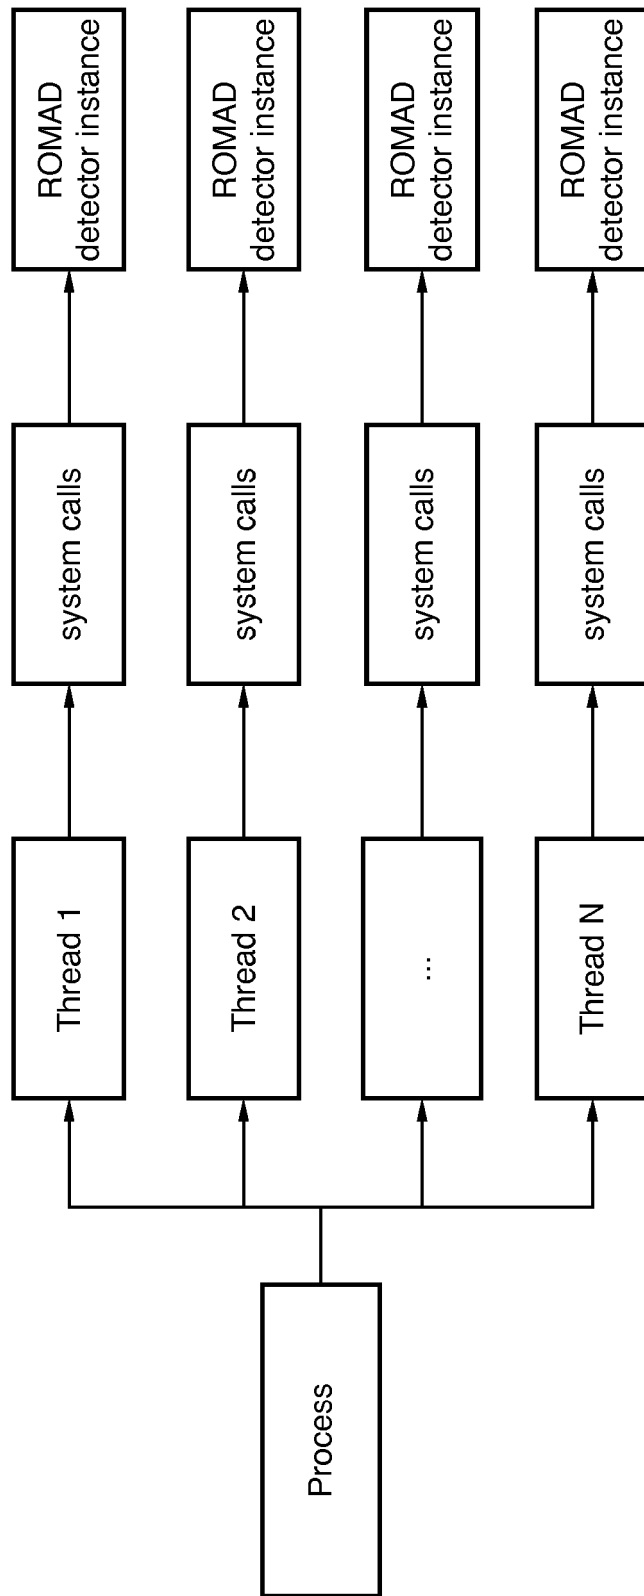 Process
Thread 1
system calls
ROMAD
detector instance
Thread 2
system calls
ROMAD
detector instance
...
system calls
ROMAD
detector instance
Thread N
system calls
ROMAD
detector instance